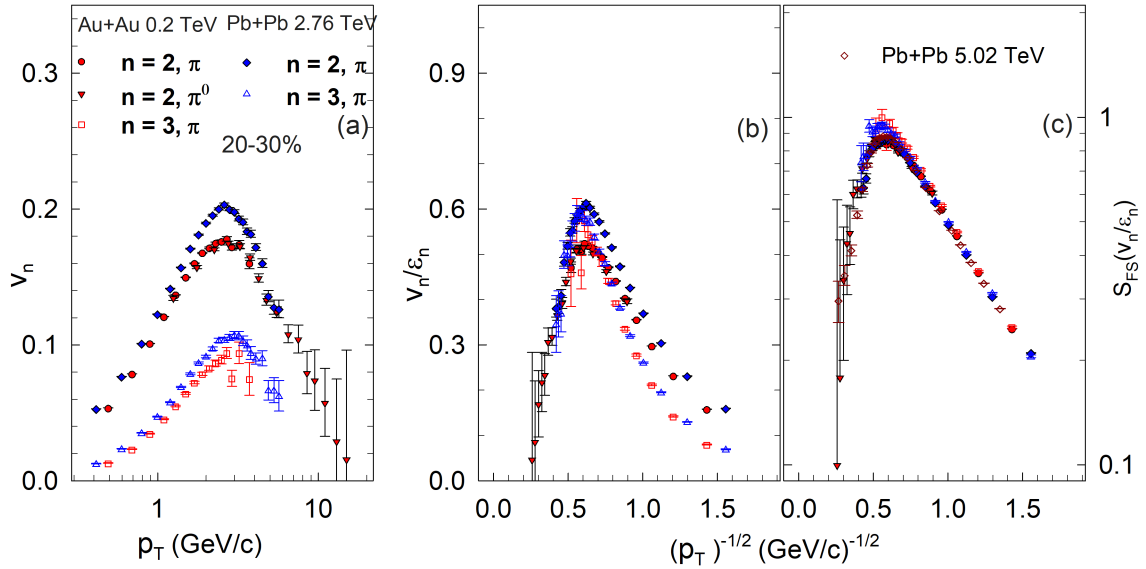 Au+Au 0.2 TeV Pb+Pb 2.76 TeV
n = 2, π n = 2, π
n = 2, π⁰ n = 3, π
n = 3, π
(a)
20-30%
0.3
0.2
0.1
0.0
vₙ
1 10
p_T (GeV/c)
(b)
0.9
0.6
0.3
0.0
vₙ/εₙ
0.0 0.5 1.0 1.5
Pb+Pb 5.02 TeV
(c)
1
0.1
S_FS(vₙ/εₙ)
0.0 0.5 1.0 1.5
(p_T)^-1/2 (GeV/c)^-1/2